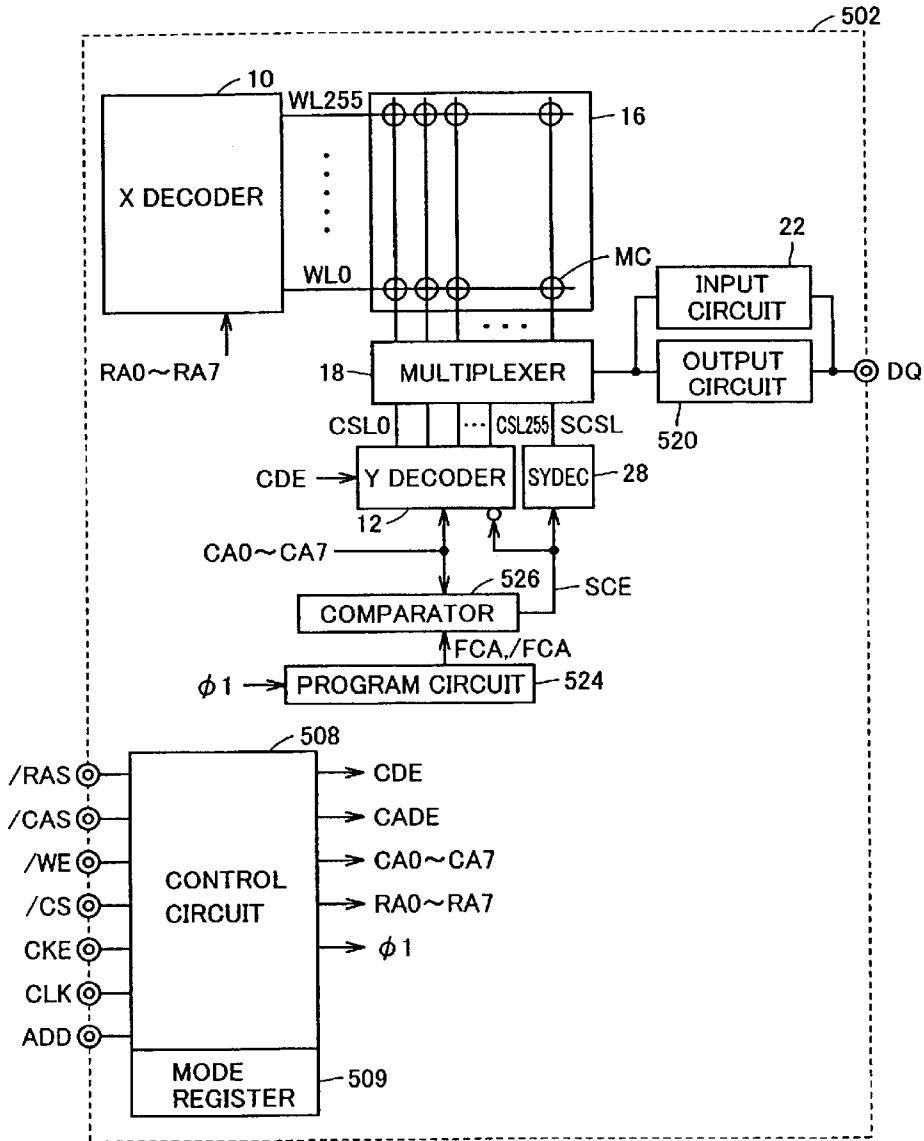 502
10
WL255
16
X DECODER
MC
22
WL0
INPUT
CIRCUIT
RA0～RA7
18
MULTIPLEXER
OUTPUT
CIRCUIT
DQ
520
CSL0
CSL255
SCSL
CDE
Y DECODER
SYDEC
28
12
CA0～CA7
526
SCE
COMPARATOR
FCA,/FCA
φ1
PROGRAM CIRCUIT
524
508
/RAS
CDE
/CAS
CADE
/WE
CA0～CA7
CONTROL
CIRCUIT
/CS
RA0～RA7
CKE
φ1
CLK
ADD
MODE
REGISTER
509